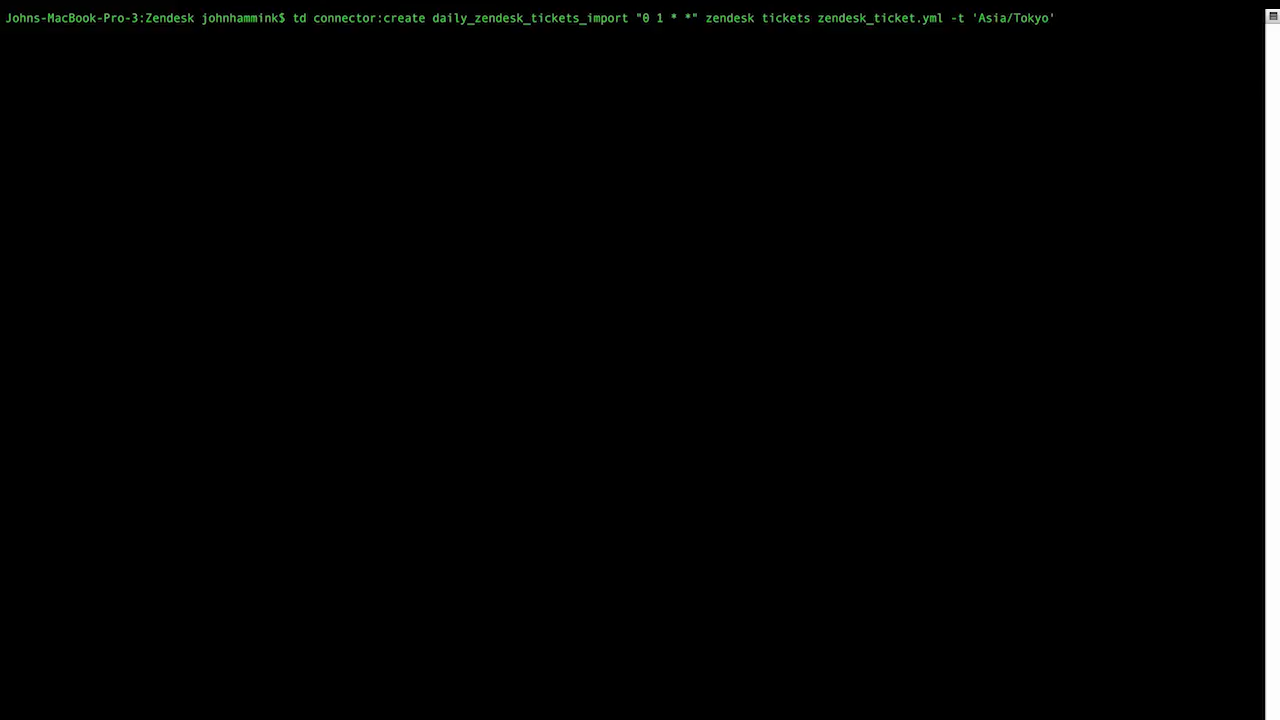 Johns-MacBook-Pro-3:Zendesk johnhammink$ td connector:create daily_zendesk_tickets_import "0 1 * *" zendesk tickets zendesk_ticket.yml -t 'Asia/Tokyo'